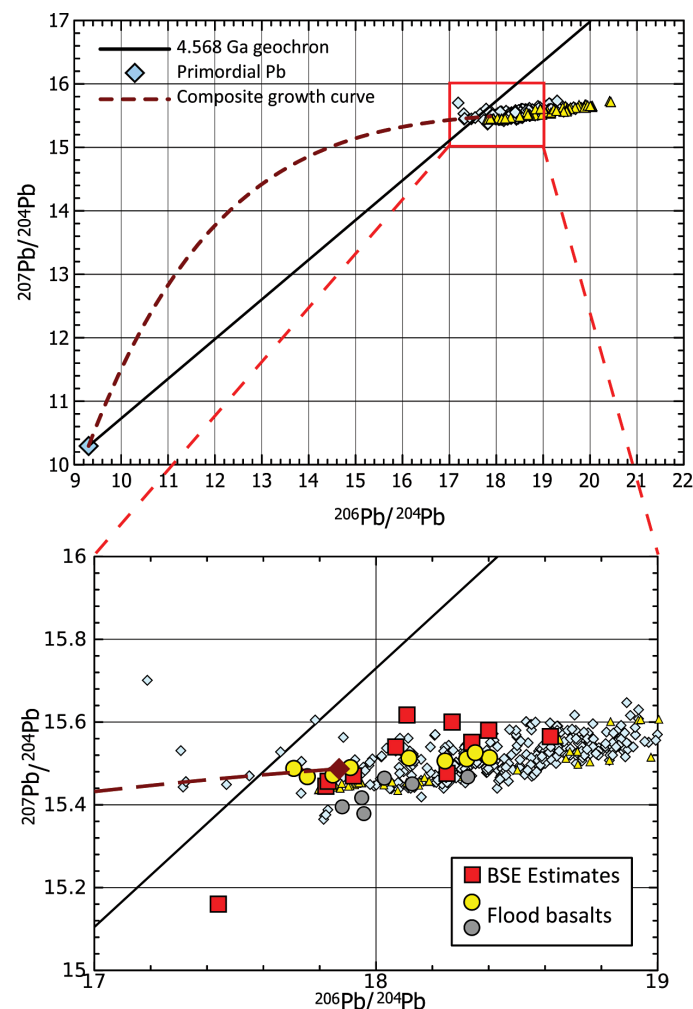 17
16
15
14
13
12
11
10
4.568 Ga geochron
Primordial Pb
Composite growth curve
207Pb/204Pb
9 10 11 12 13 14 15 16 17 18 19 20 21 22
206Pb/204Pb
16
15.8
15.6
15.4
15.2
15
207Pb/204Pb
BSE Estimates
Flood basalts
17 18 19
206Pb/204Pb